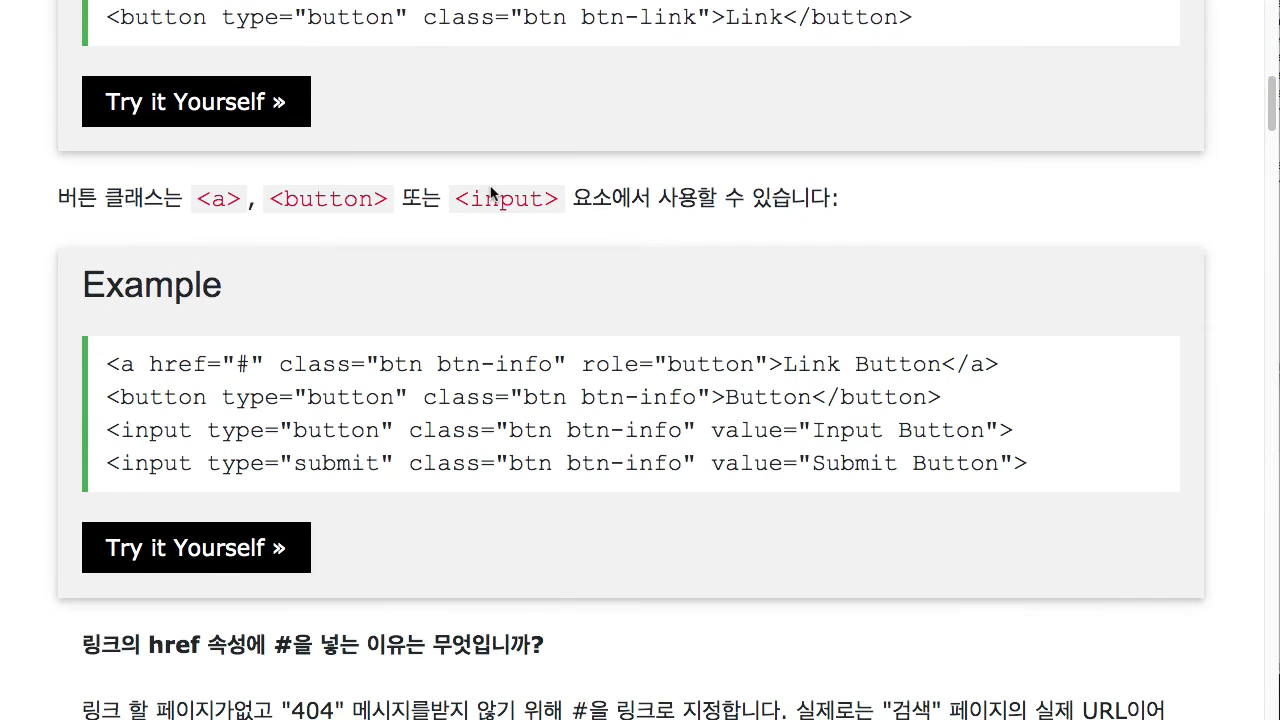 <button type="button" class="btn btn-link">Link</button>
Try it Yourself »
버튼 클래스는 <a>, <button> 또는 <input> 요소에서 사용할 수 있습니다:
Example
<a href="#" class="btn btn-info" role="button">Link Button</a>
<button type="button" class="btn btn-info">Button</button>
<input type="button" class="btn btn-info" value="Input Button">
<input type="submit" class="btn btn-info" value="Submit Button">
Try it Yourself »
링크의 href 속성에 #을 넣는 이유는 무엇입니까?
링크 할 페이지가없고 "404" 메시지를받지 않기 위해 #을 링크로 지정합니다. 실제로는 "검색" 페이지의 실제 URL이어